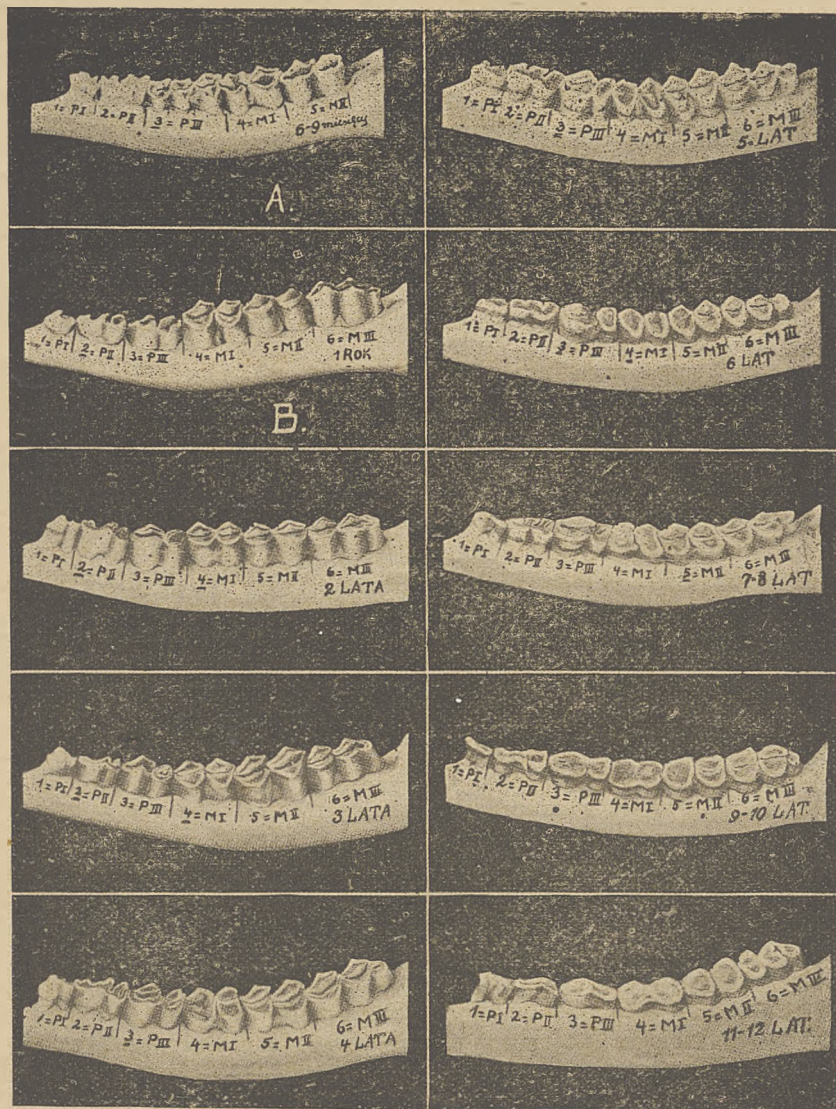 1=PI 2=PII 3=PIII 4=MI 5=MII
6-9 miesięcy
A.
1=PI 2=PII 3=PIII 4=MI 5=MII 6=MIII
5=LAT
1=PI 2=PII 3=PIII 4=MI 5=MII 6=MIII
1 ROK
B.
1=PI 2=PII 3=PIII 4=MI 5=MII 6=MIII
6 LAT
1=PI 2=PII 3=PIII 4=MI 5=MII 6=MIII
2 LATA
1=PI 2=PII 3=PIII 4=MI 5=MII 6=MIII
7-8 LAT
1=PI 2=PII 3=PIII 4=MI 5=MII 6=MIII
3 LATA
1=PI 2=PII 3=PIII 4=MI 5=MII 6=MIII
9-10 LAT.
1=PI 2=PII 3=PIII 4=MI 5=MII 6=MIII
4 LATA
1=PI 2=PII 3=PIII 4=MI 5=MII 6=MIII
11-12 LAT.